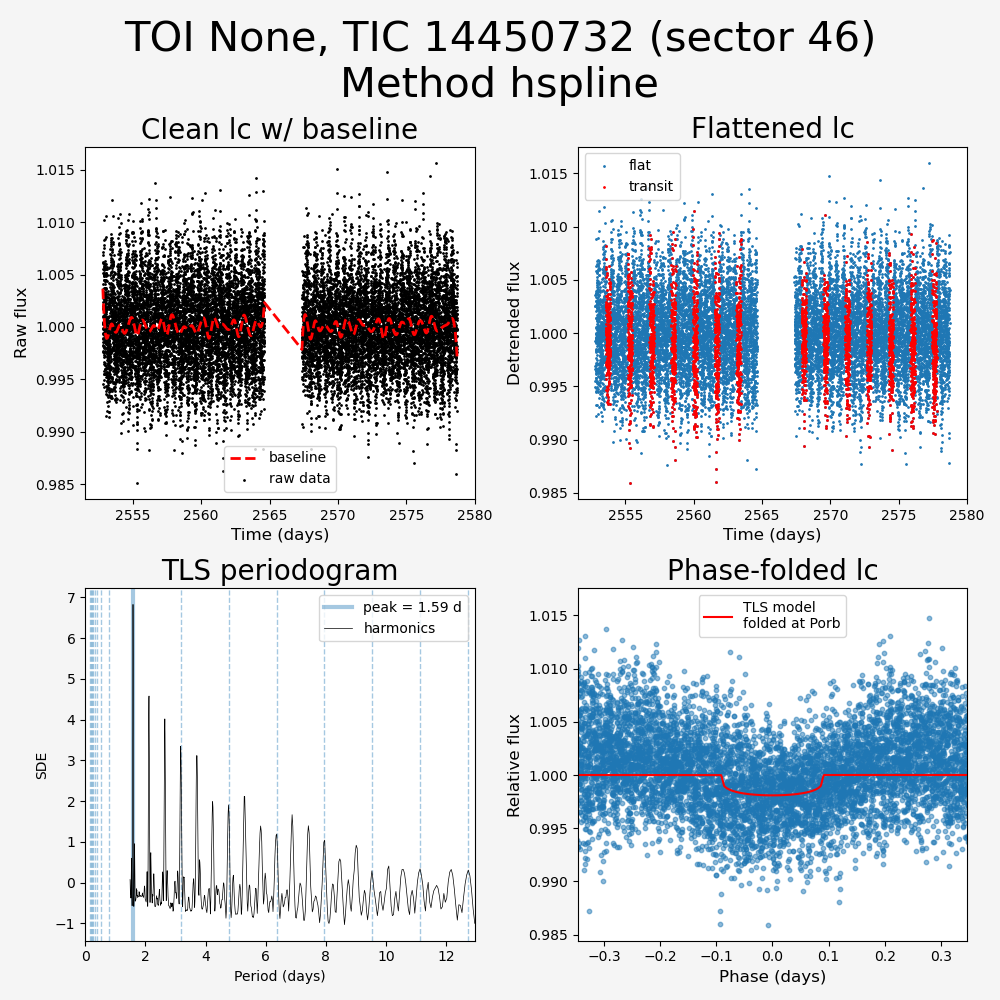 TOI None, TIC 14450732 (sector 46)
Method hspline
Clean lc w/ baseline
Raw flux
1.015
1.010
1.005
1.000
0.995
0.990
0.985
baseline
raw data
2555
2560
2565
2570
2575
2580
Time (days)
Flattened lc
Detrended flux
1.015
1.010
1.005
1.000
0.995
0.990
0.985
flat
transit
2555
2560
2565
2570
2575
2580
Time (days)
TLS periodogram
SDE
7
6
5
4
3
2
1
0
−1
peak = 1.59 d
harmonics
0
2
4
6
8
10
12
Period (days)
Phase-folded lc
Relative flux
1.015
1.010
1.005
1.000
0.995
0.990
0.985
TLS model
folded at Porb
−0.3
−0.2
−0.1
0.0
0.1
0.2
0.3
Phase (days)